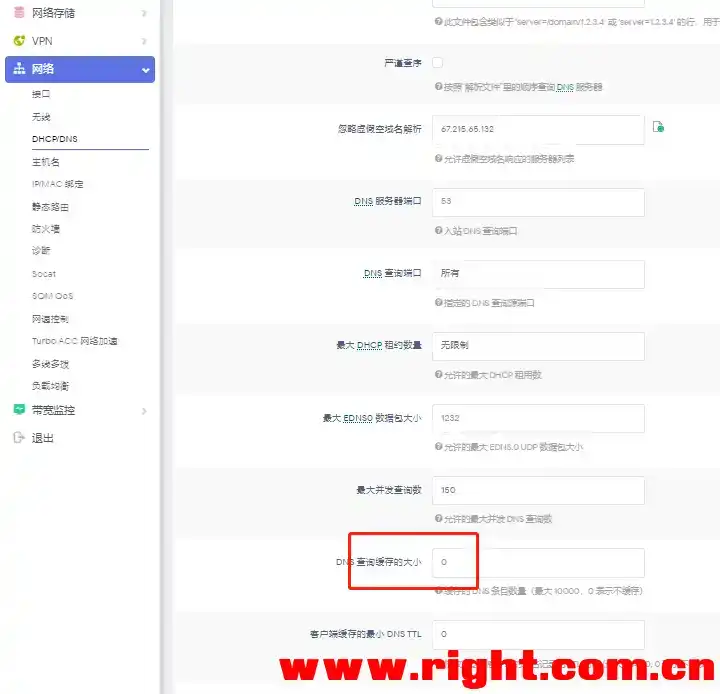 网络存储
VPN
网络
接口
无线
DHCP/DNS
主机名
IP/MAC 绑定
静态路由
防火墙
诊断
Socat
SQM QoS
网速控制
Turbo ACC 网络加速
多线多拨
负载均衡
带宽监控
退出
此文件包含类似于 'server=/domain/1.2.3.4' 或 'server=1.2.3.4' 的行，用于
严谨查序
按照"解析文件"里的顺序查询 DNS 服务器
忽略虚假空域名解析
67.215.65.132
允许虚假空域名响应的服务器列表
DNS 服务器端口
53
入站 DNS 查询端口
DNS 查询端口
所有
指定的 DNS 查询源端口
最大 DHCP 租约数量
无限制
允许的最大 DHCP 租用数
最大 EDNS0 数据包大小
1232
允许的最大 EDNS.0 UDP 数据包大小
最大并发查询数
150
允许的最大并发 DNS 查询数
DNS 查询缓存的大小
0
缓存的 DNS 条目数量（最大 10000，0 表示不缓存）
客户端缓存的最小 DNS TTL
0
www.right.com.cn